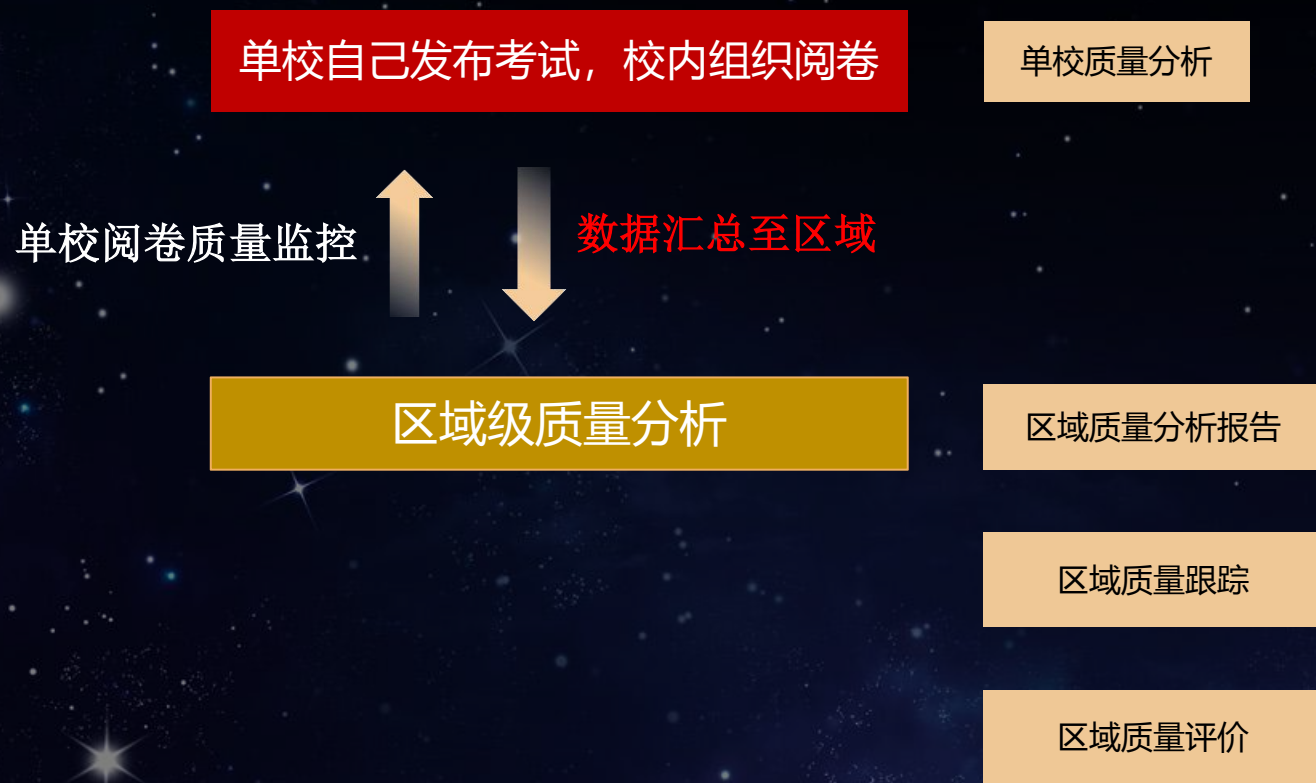 单校自己发布考试，校内组织阅卷
单校质量分析
单校阅卷质量监控
数据汇总至区域
区域级质量分析
区域质量分析报告
区域质量跟踪
区域质量评价